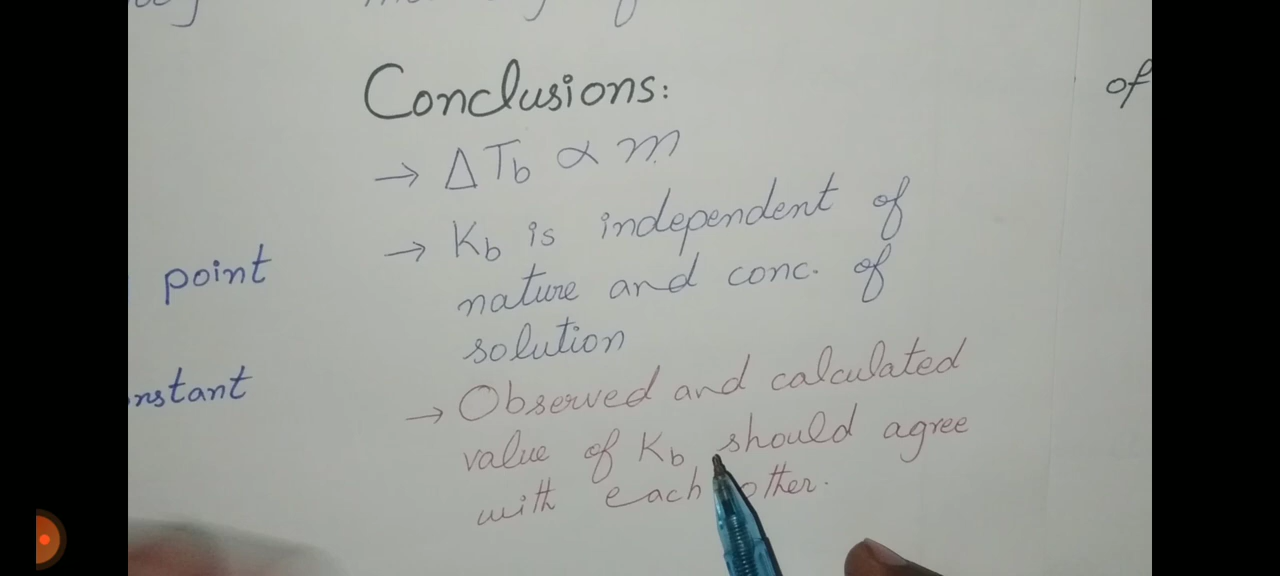 Conclusions:
→ ΔTb ∝ m
→ Kb is independent of
nature and conc. of
solution
→ Observed and calculated
value of Kb should agree
with each other.
point
nstant
of